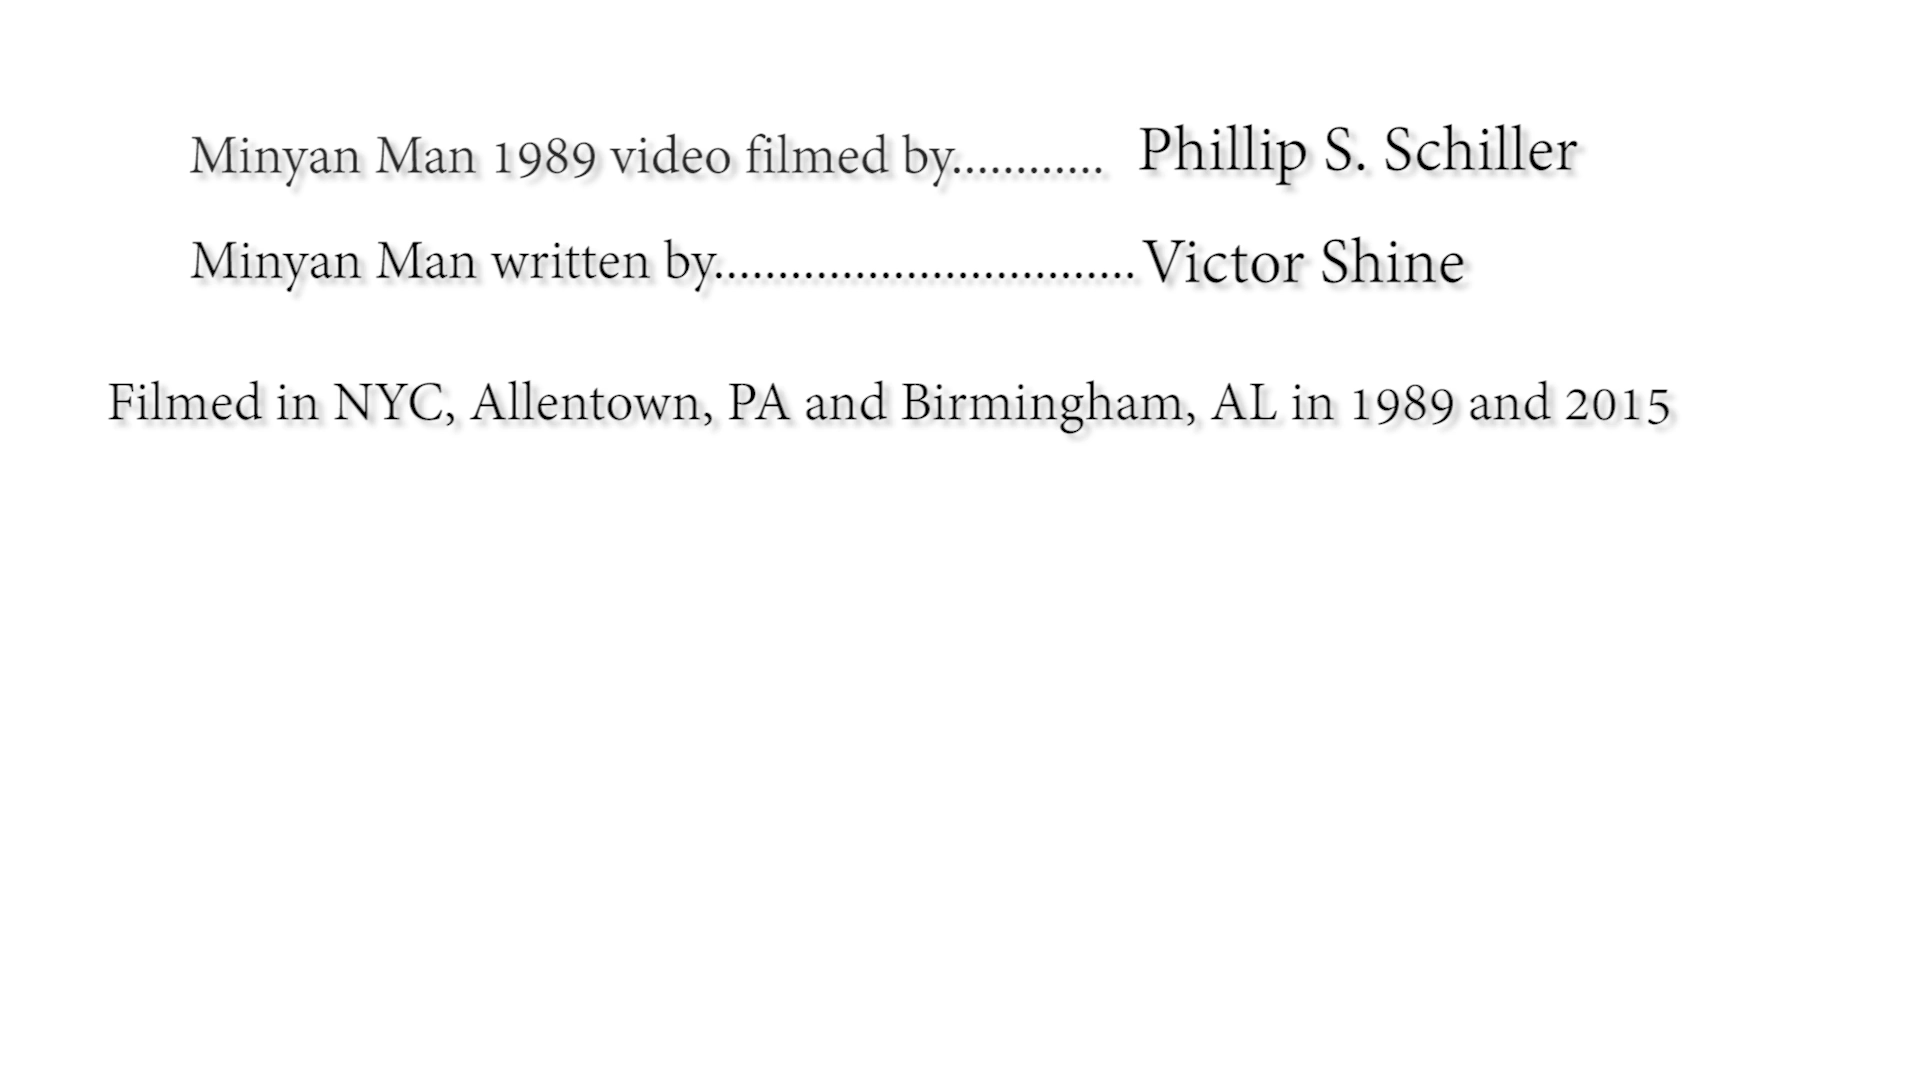 Minyan Man 1989 video filmed by............ Phillip S. Schiller
Minyan Man written by................................. Victor Shine
Filmed in NYC, Allentown, PA and Birmingham, AL in 1989 and 2015